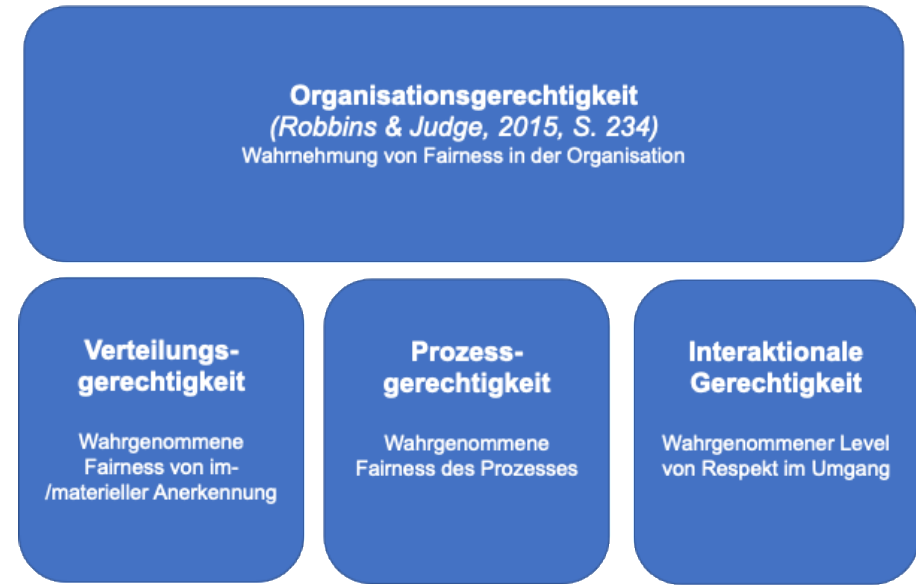 Organisationsgerechtigkeit
(Robbins & Judge, 2015, S. 234)
Wahrnehmung von Fairness in der Organisation
Verteilungs-
gerechtigkeit
Wahrgenommene
Fairness von im-
/materieller Anerkennung
Prozess-
gerechtigkeit
Wahrgenommene
Fairness des Prozesses
Interaktionale
Gerechtigkeit
Wahrgenommener Level
von Respekt im Umgang